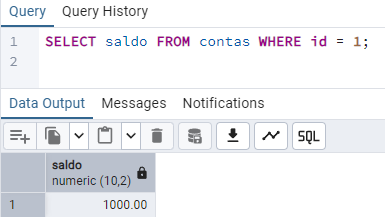 Query Query History
1 SELECT saldo FROM contas WHERE id = 1;
2
Data Output Messages Notifications
SQL
saldo
numeric (10,2)
1 1000.00